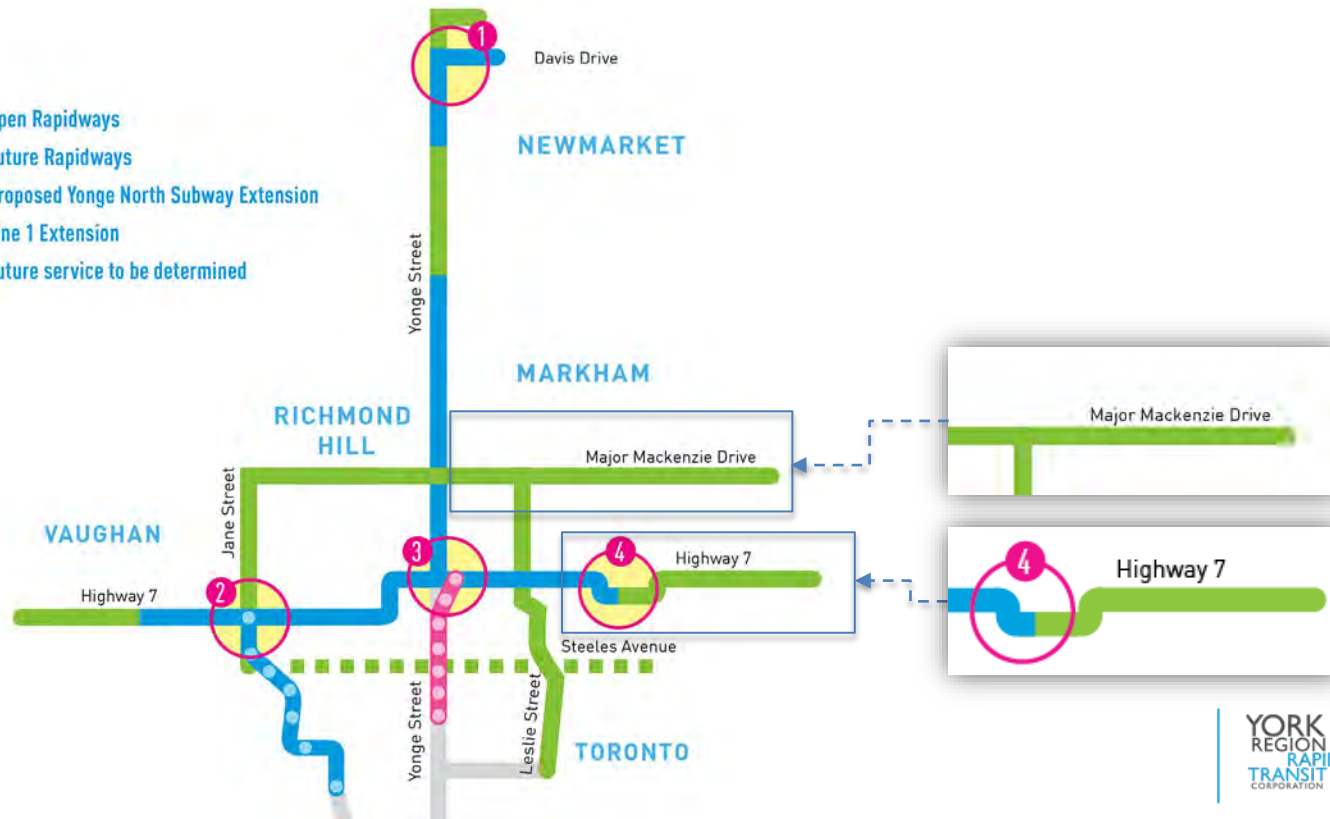 1
Davis Drive
pen Rapidways
NEWMARKET
uture Rapidways
roposed Yonge North Subway Extension
ne 1 Extension
uture service to be determined
Yonge Street
MARKHAM
RICHMOND
HILL
Major Mackenzie Drive
Major Mackenzie Drive
Jane Street
VAUGHAN
3
4
Highway 7
4
Highway 7
Highway 7
2
Steeles Avenue
Yonge Street
Leslie Street
TORONTO
YORK
REGION
RAPI
TRANSIT
CORPORATION